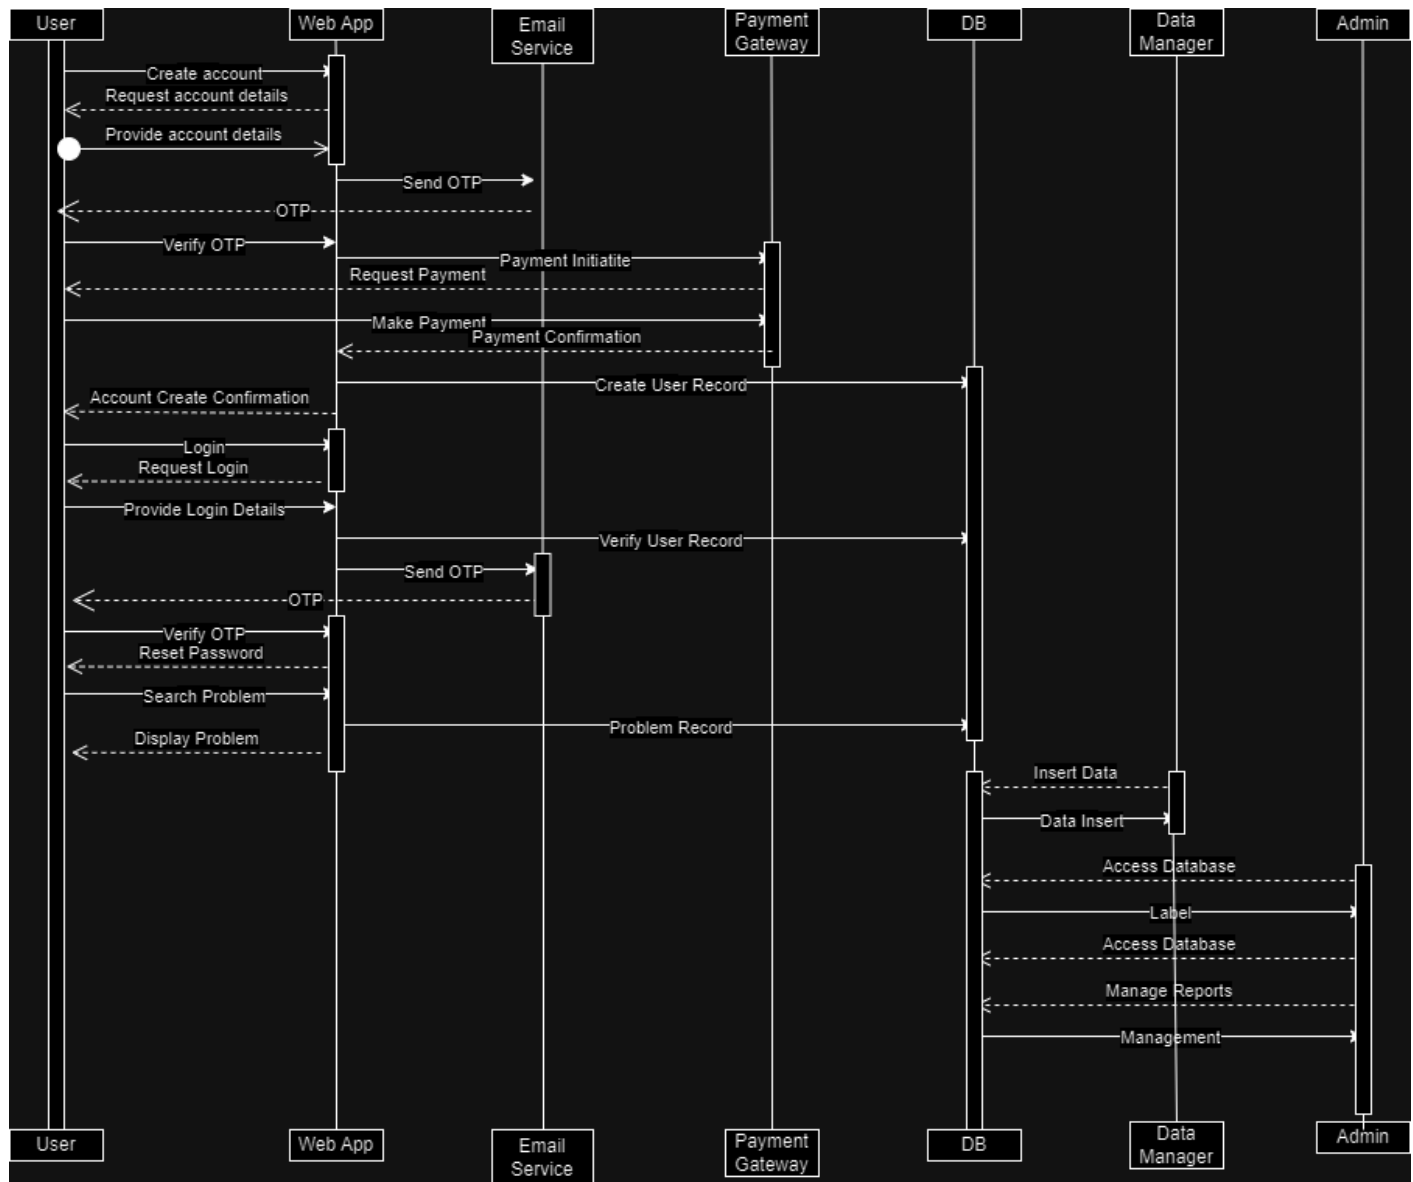 User
Web App
Email
Service
Payment
Gateway
DB
Data
Manager
Admin
Create account
Request account details
Provide account details
Send OTP
OTP
Verify OTP
Payment Initiatite
Request Payment
Make Payment
Payment Confirmation
Create User Record
Account Create Confirmation
Login
Request Login
Provide Login Details
Verify User Record
Send OTP
OTP
Verify OTP
Reset Password
Search Problem
Problem Record
Display Problem
Insert Data
Data Insert
Access Database
Label
Access Database
Manage Reports
Management
User
Web App
Email
Service
Payment
Gateway
DB
Data
Manager
Admin